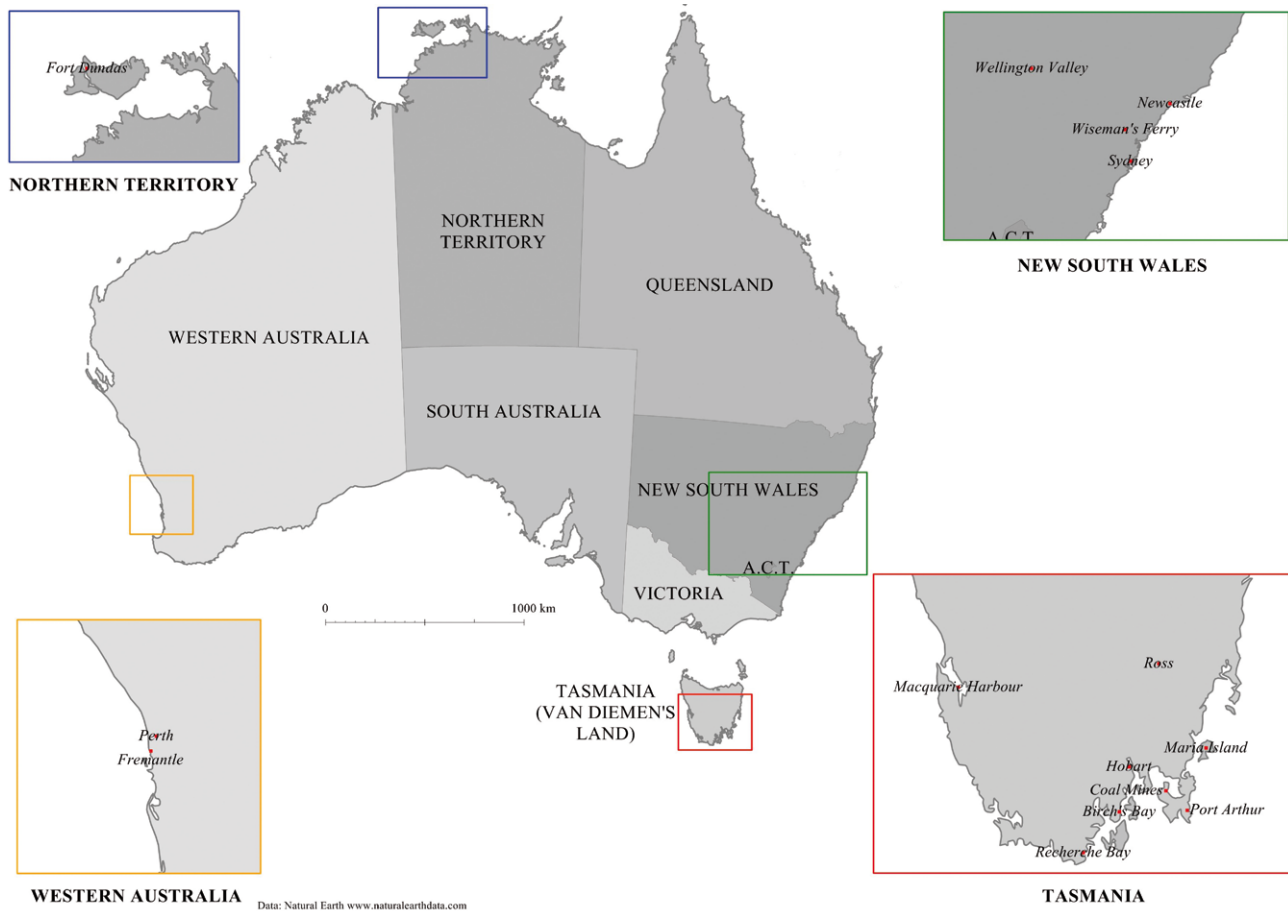 Fort Dundas
NORTHERN TERRITORY
Wellington Valley
Newcastle
Wiseman's Ferry
Sydney
A.C.T.
NEW SOUTH WALES
NORTHERN
TERRITORY
QUEENSLAND
WESTERN AUSTRALIA
SOUTH AUSTRALIA
NEW SOUTH WALES
A.C.T.
VICTORIA
0 1000 km
TASMANIA
(VAN DIEMEN'S
LAND)
Perth
Fremantle
WESTERN AUSTRALIA
Ross
Macquarie Harbour
Maria Island
Hobart
Coal Mines
Birch's Bay
Port Arthur
Recherche Bay
TASMANIA
Data: Natural Earth www.naturalearthdata.com